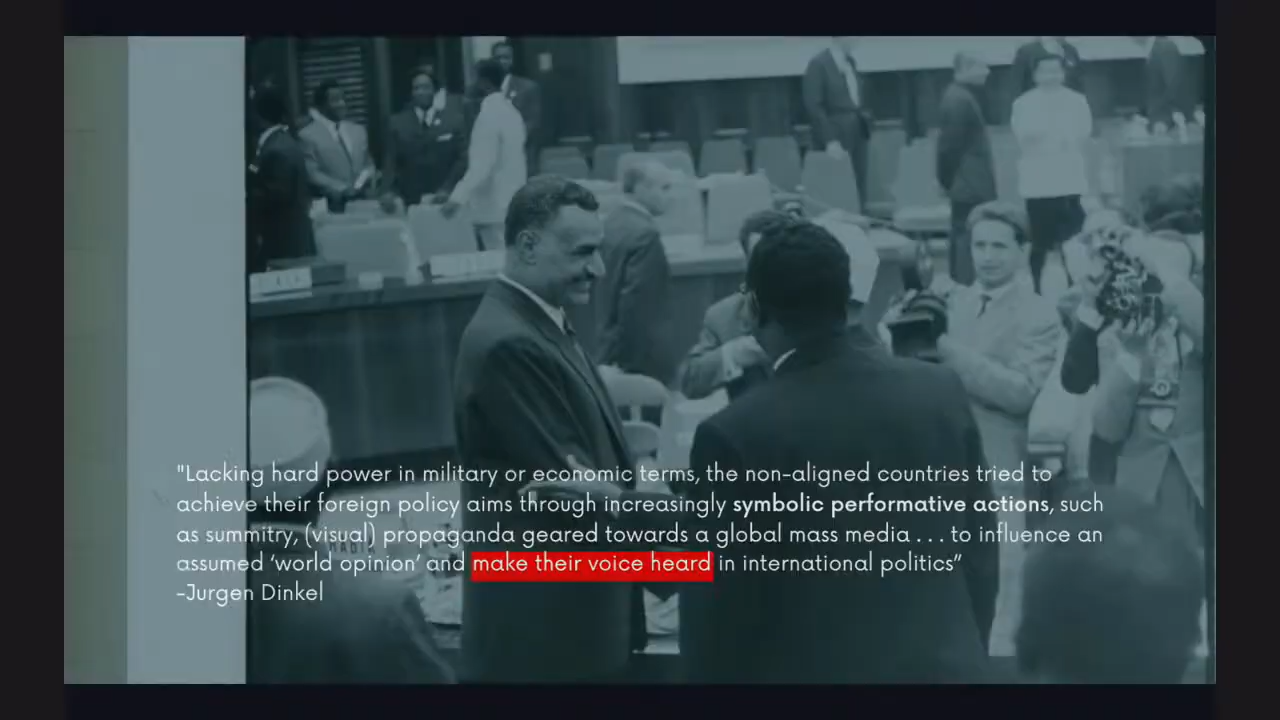 "Lacking hard power in military or economic terms, the non-aligned countries tried to
achieve their foreign policy aims through increasingly symbolic performative actions, such
as summitry, (visual) propaganda geared towards a global mass media . . . to influence an
assumed ‘world opinion’ and make their voice heard in international politics”
-Jurgen Dinkel